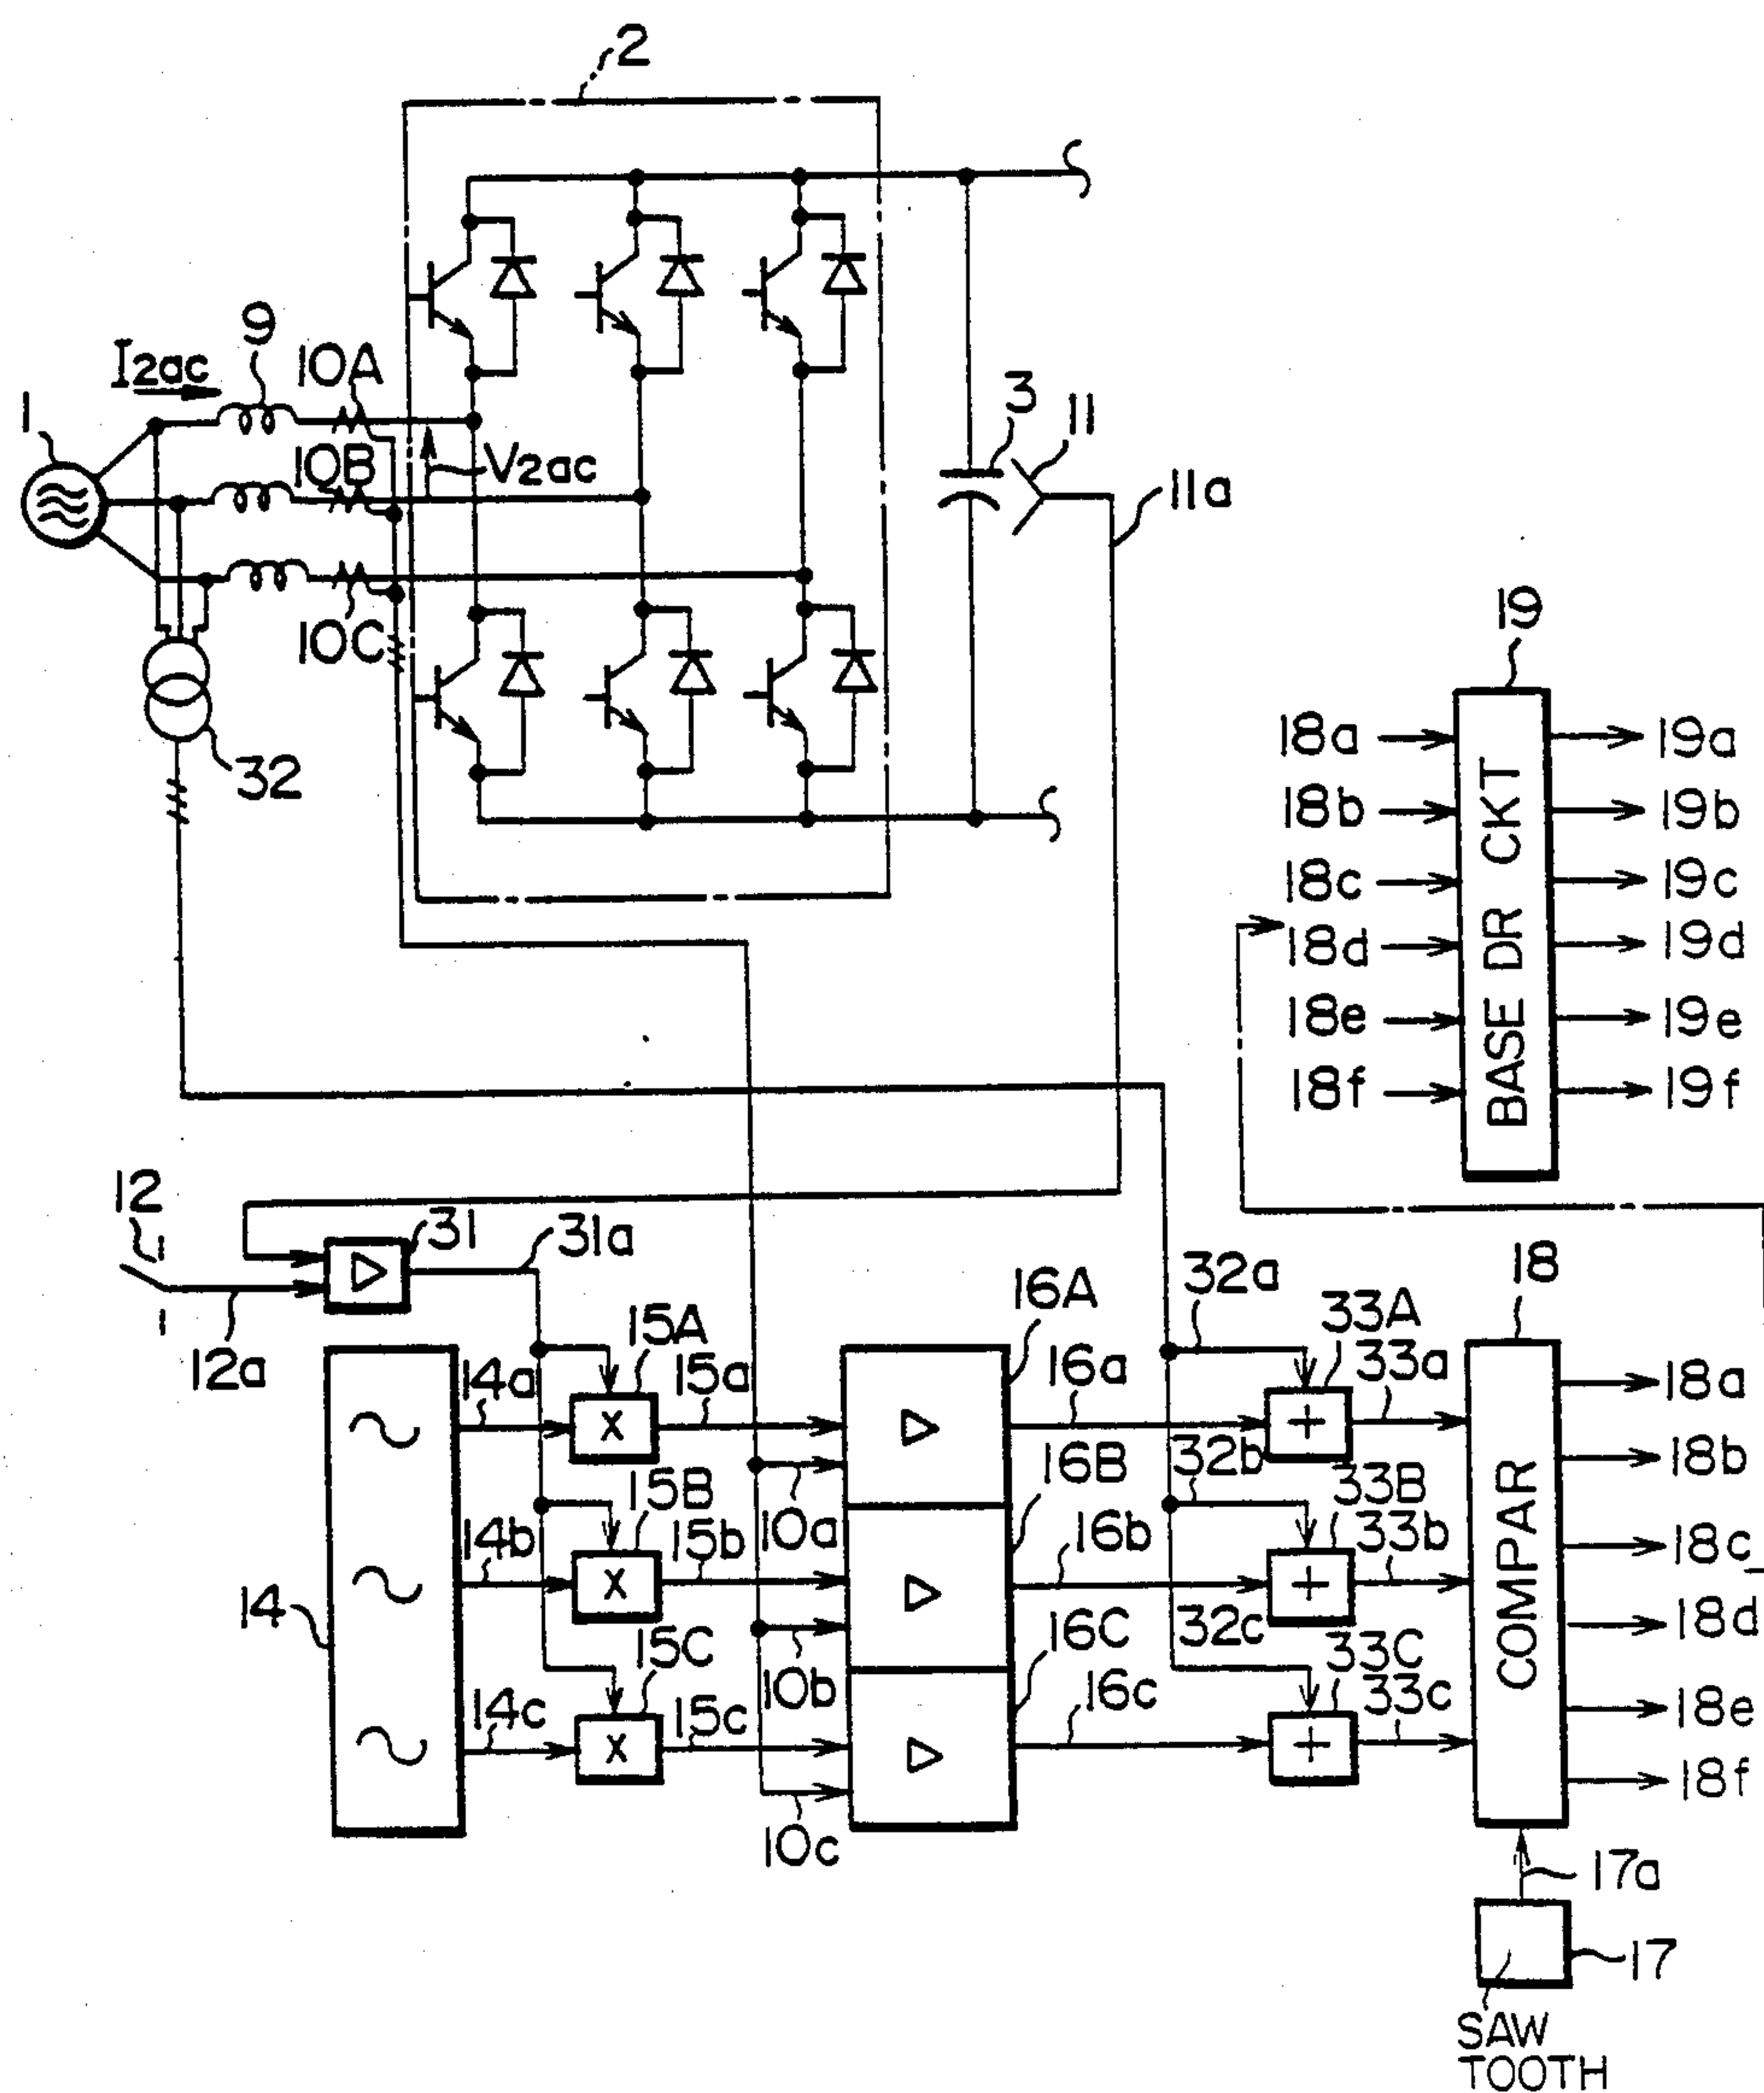 2
9
I2ac
10A
1
10B
V2ac
3
11
11a
10C
32
19
18a
19a
18b
19b
18c
19c
18d
19d
18e
19e
18f
19f
BASE DR CKT
12
31
31a
12a
32a
18
16A
33A
15A
14a
15a
16a
33a
18a
32b
16B
18b
15B
10a
33B
14b
15b
16b
33b
18c
14
32c
16C
18d
15C
10b
33C
14c
15c
16c
33c
18e
COMPAR
18f
10c
17a
17
SAW
TOOTH
X
X
X
+
+
+